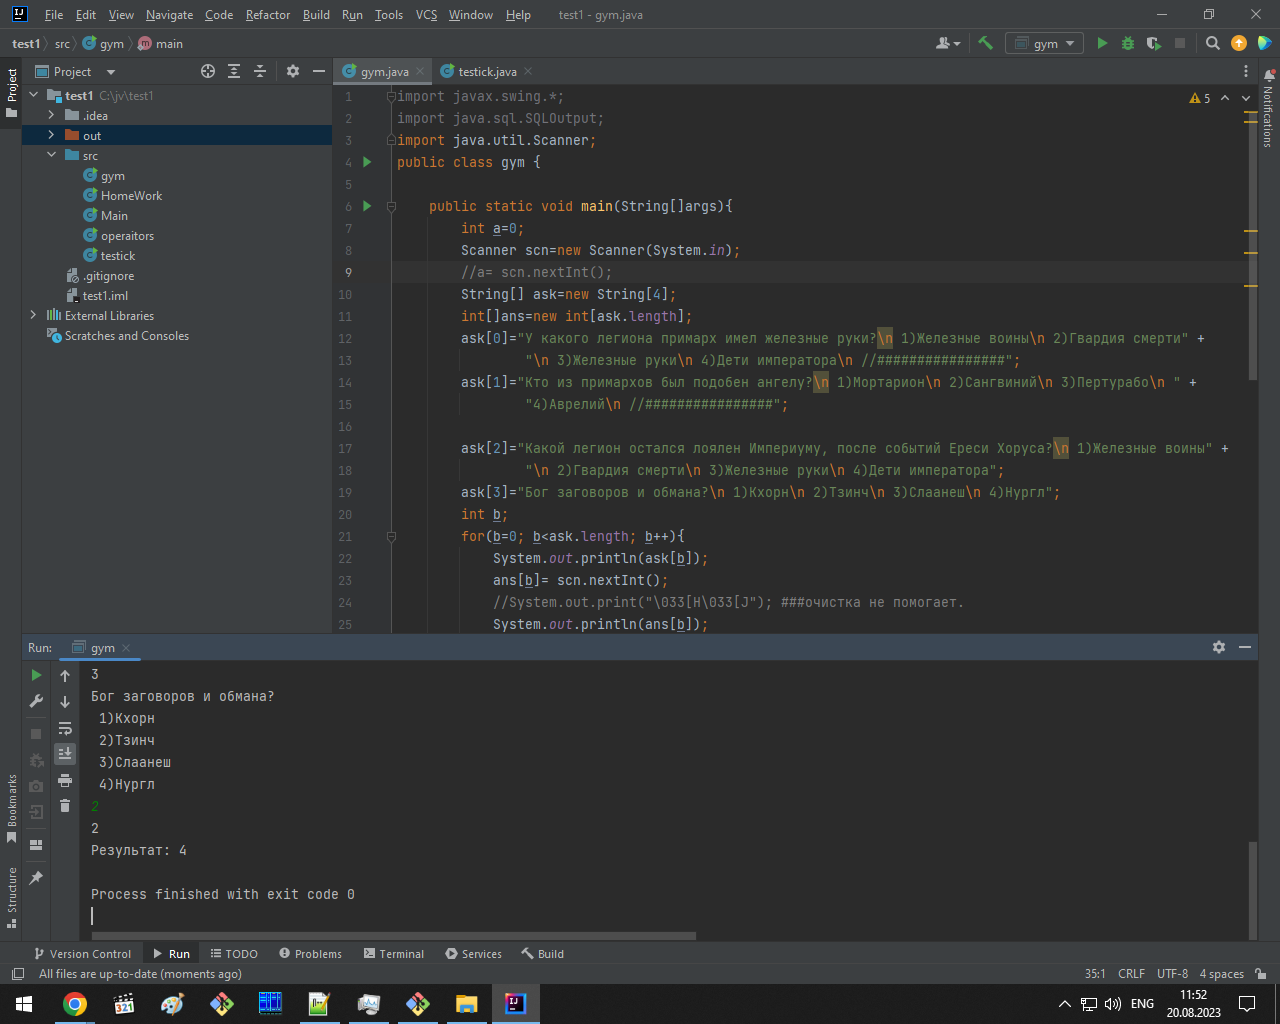 File Edit View Navigate Code Refactor Build Run Tools VCS Window Help test1 - gym.java
test1 src gym main
gym
Project
gym.java testick.java
Project
Notifications
test1 C:\jv\test1
.idea
out
src
gym
HomeWork
Main
operaitors
testick
.gitignore
test1.iml
External Libraries
Scratches and Consoles
5
1 import javax.swing.*;
2 import java.sql.SQLOutput;
3 import java.util.Scanner;
4 public class gym {
5
6 public static void main(String[]args){
7 int a=0;
8 Scanner scn=new Scanner(System.in);
9 //a= scn.nextInt();
10 String[] ask=new String[4];
11 int[]ans=new int[ask.length];
12 ask[0]="У какого легиона примарх имел железные руки?\n 1)Железные воины\n 2)Гвардия смерти" +
13 "\n 3)Железные руки\n 4)Дети императора\n //################";
14 ask[1]="Кто из примархов был подобен ангелу?\n 1)Мортарион\n 2)Сангвиний\n 3)Пертурабо\n " +
15 "4)Аврелий\n //################";
16
17 ask[2]="Какой легион остался лоялен Империуму, после событий Ереси Хоруса?\n 1)Железные воины" +
18 "\n 2)Гвардия смерти\n 3)Железные руки\n 4)Дети императора";
19 ask[3]="Бог заговоров и обмана?\n 1)Кхорн\n 2)Тзинч\n 3)Слаанеш\n 4)Нургл";
20 int b;
21 for(b=0; b<ask.length; b++){
22 System.out.println(ask[b]);
23 ans[b]= scn.nextInt();
24 //System.out.print("\033[H\033[J"); ###очистка не помогает.
25 System.out.println(ans[b]);
Run: gym
3
Бог заговоров и обмана?
1)Кхорн
2)Тзинч
3)Слаанеш
4)Нургл
2
2
Результат: 4
Process finished with exit code 0
Bookmarks
Structure
Version Control Run TODO Problems Terminal Services Build
All files are up-to-date (moments ago) 35:1 CRLF UTF-8 4 spaces
ENG
11:52
20.08.2023